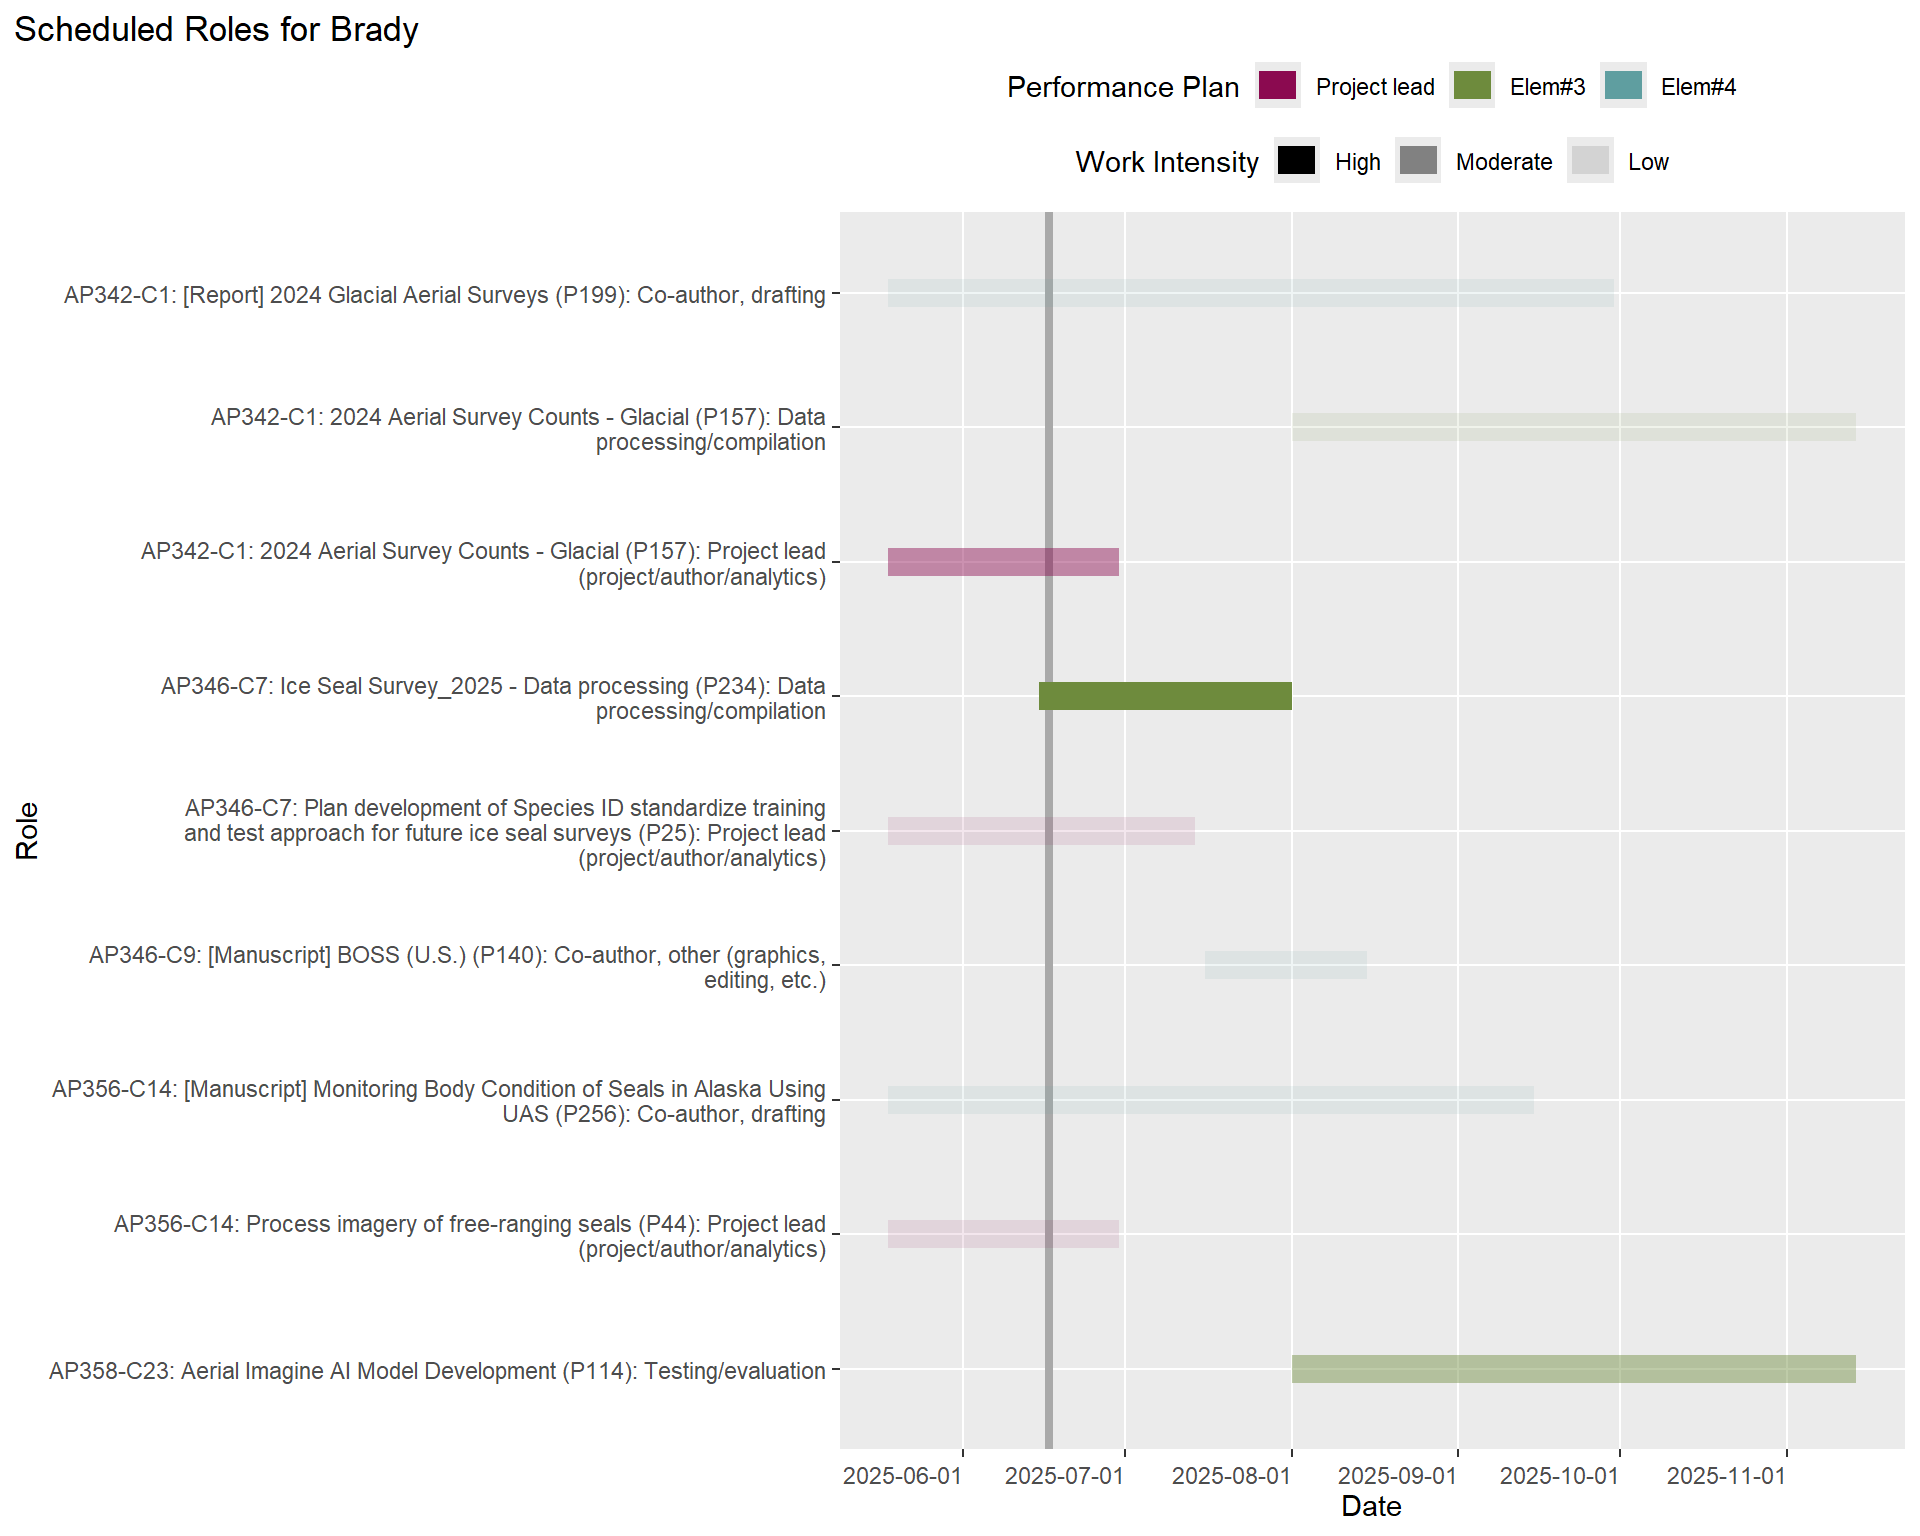 Scheduled Roles for Brady
Performance Plan Project lead Elem#3 Elem#4
Work Intensity High Moderate Low
AP342-C1: [Report] 2024 Glacial Aerial Surveys (P199): Co-author, drafting
AP342-C1: 2024 Aerial Survey Counts - Glacial (P157): Data
processing/compilation
AP342-C1: 2024 Aerial Survey Counts - Glacial (P157): Project lead
(project/author/analytics)
AP346-C7: Ice Seal Survey_2025 - Data processing (P234): Data
processing/compilation
AP346-C7: Plan development of Species ID standardize training
and test approach for future ice seal surveys (P25): Project lead
(project/author/analytics)
AP346-C9: [Manuscript] BOSS (U.S.) (P140): Co-author, other (graphics,
editing, etc.)
AP356-C14: [Manuscript] Monitoring Body Condition of Seals in Alaska Using
UAS (P256): Co-author, drafting
AP356-C14: Process imagery of free-ranging seals (P44): Project lead
(project/author/analytics)
AP358-C23: Aerial Imagine AI Model Development (P114): Testing/evaluation
Role
2025-06-01 2025-07-01 2025-08-01 2025-09-01 2025-10-01 2025-11-01
Date